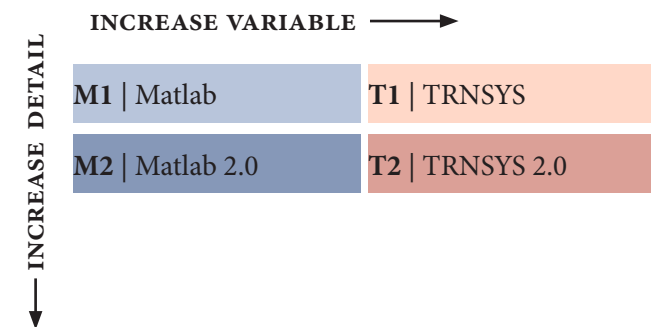 INCREASE VARIABLE
INCREASE DETAIL
M1 | Matlab
T1 | TRNSYS
M2 | Matlab 2.0
T2 | TRNSYS 2.0